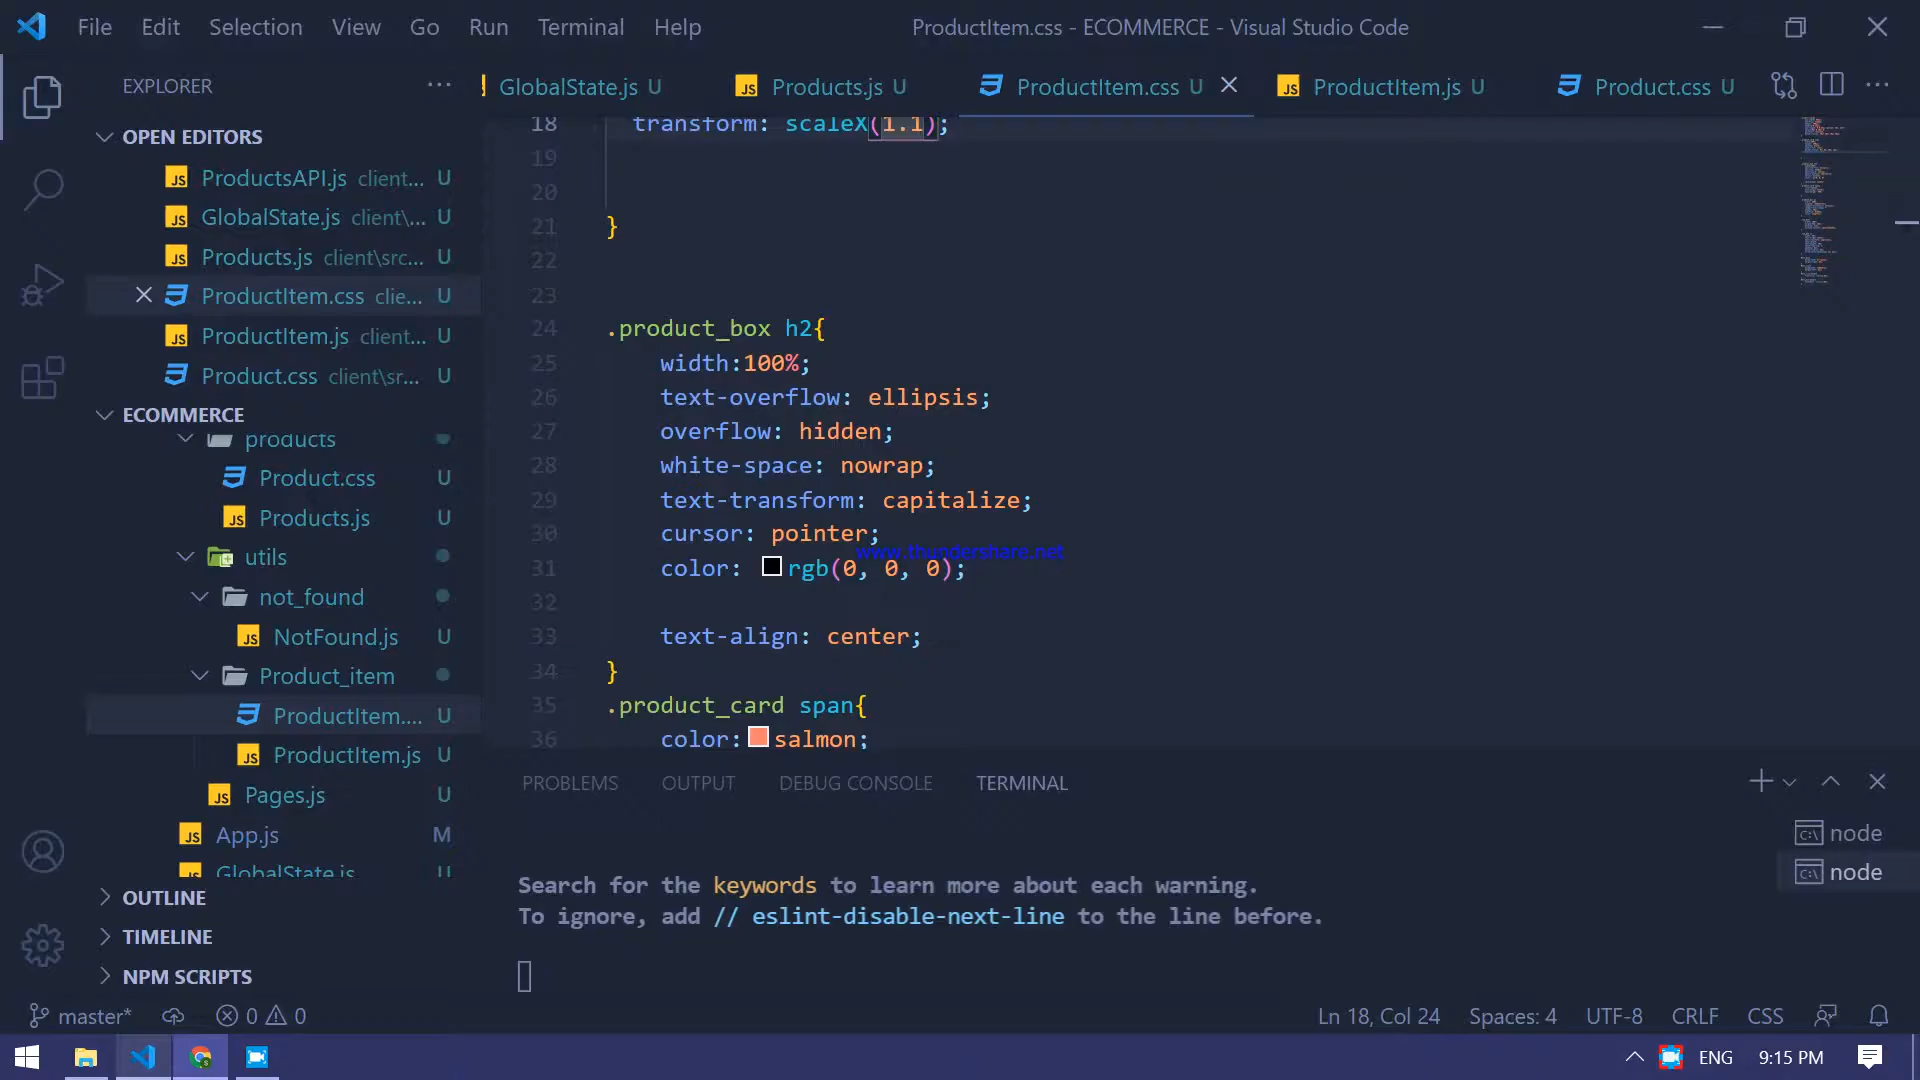 File Edit Selection View Go Run Terminal Help
ProductItem.css - ECOMMERCE - Visual Studio Code
EXPLORER
GlobalState.js U
JS Products.js U
ProductItem.css U
JS ProductItem.js U
Product.css U
OPEN EDITORS
JS ProductsAPI.js client... U
JS GlobalState.js client\... U
JS Products.js client\src... U
ProductItem.css clie... U
JS ProductItem.js client... U
Product.css client\sr... U
ECOMMERCE
products
Product.css U
JS Products.js U
utils
not_found
JS NotFound.js U
Product_item
ProductItem.... U
JS ProductItem.js U
JS Pages.js U
JS App.js M
GlobalState.js U
OUTLINE
TIMELINE
NPM SCRIPTS
18 transform: scaleX(1.1);
19
20
21 }
22
23
24 .product_box h2{
25 width:100%;
26 text-overflow: ellipsis;
27 overflow: hidden;
28 white-space: nowrap;
29 text-transform: capitalize;
30 cursor: pointer;
www.thundershare.net
31 color: rgb(0, 0, 0);
32
33 text-align: center;
34 }
35 .product_card span{
36 color: salmon;
PROBLEMS OUTPUT DEBUG CONSOLE TERMINAL
node
node
Search for the keywords to learn more about each warning.
To ignore, add // eslint-disable-next-line to the line before.
master* 0 0
Ln 18, Col 24 Spaces: 4 UTF-8 CRLF CSS
ENG 9:15 PM